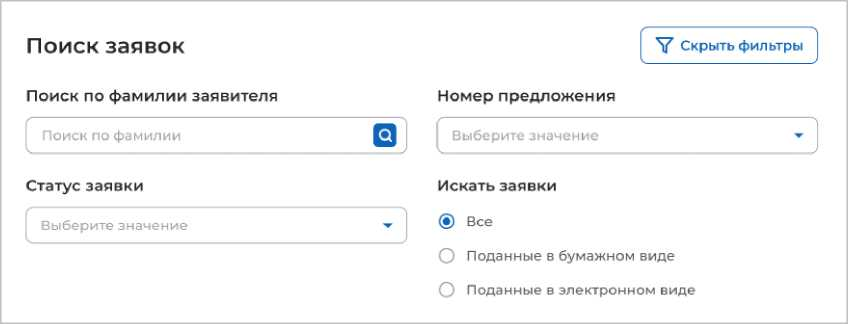 Поиск заявок
Скрыть фильтры
Поиск по фамилии заявителя
Поиск по фамилии
Номер предложения
Выберите значение
Статус заявки
Выберите значение
Искать заявки
Все
Поданные в бумажном виде
Поданные в электронном виде